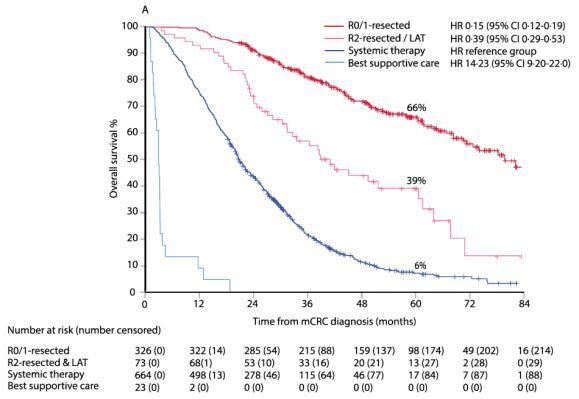 A
R0/1-resected HR 0·15 (95% CI 0·12-0·19)
R2-resected / LAT HR 0·39 (95% CI 0·29-0·53)
Systemic therapy HR reference group
Best supportive care HR 14·23 (95% CI 9·20-22·0)
Overall survival %
100
90
80
70
60
50
40
30
20
10
0
66%
39%
6%
0 12 24 36 48 60 72 84
Time from mCRC diagnosis (months)
Number at risk (number censored)
R0/1-resected 326 (0) 322 (14) 285 (54) 215 (88) 159 (137) 98 (174) 49 (202) 16 (214)
R2-resected & LAT 73 (0) 68(1) 53 (10) 33 (16) 20 (21) 13 (27) 2 (28) 0 (29)
Systemic therapy 664 (0) 498 (13) 278 (46) 115 (64) 46 (77) 17 (84) 7 (87) 1 (88)
Best supportive care 23 (0) 2 (0) 0 (0) 0 (0) 0 (0) 0 (0) 0 (0) 0 (0)